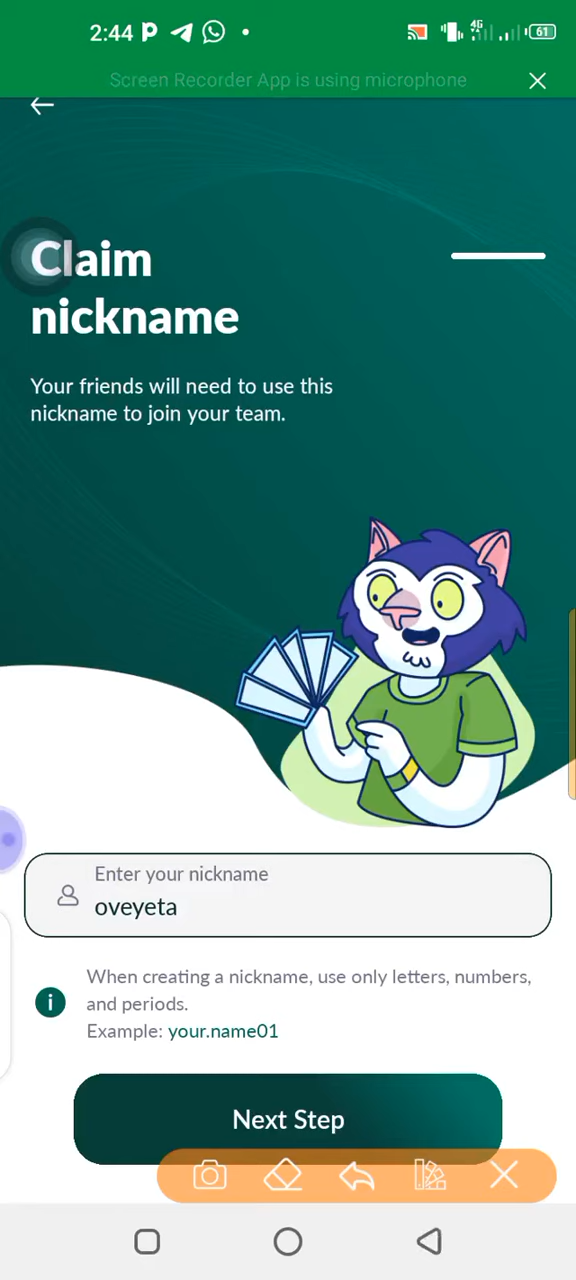 2:44
4G
61
Screen Recorder App is using microphone
Claim
nickname
Your friends will need to use this
nickname to join your team.
Enter your nickname
oveyeta
When creating a nickname, use only letters, numbers,
and periods.
Example: your.name01
Next Step